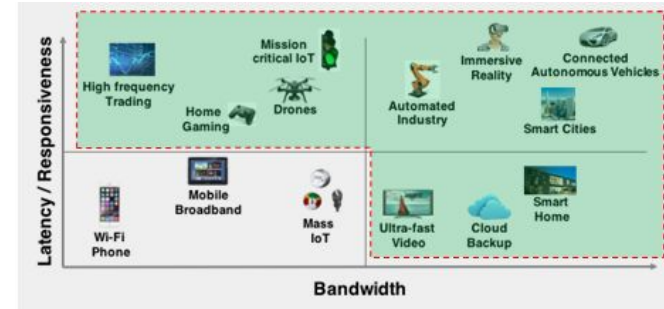 Latency / Responsiveness
High frequency
Trading
Mission
critical IoT
Home
Gaming
Drones
Automated
Industry
Immersive
Reality
Connected
Autonomous Vehicles
Smart Cities
Wi-Fi
Phone
Mobile
Broadband
Mass
IoT
Ultra-fast
Video
Cloud
Backup
Smart
Home
Bandwidth